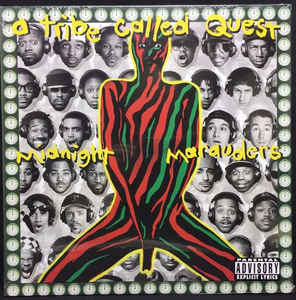 a tribe called Quest
Midnight Marauders
PARENTAL
ADVISORY
EXPLICIT LYRICS